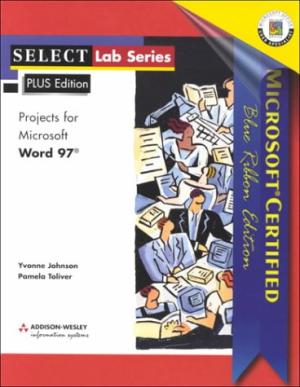 SELECT Lab Series
PLUS Edition
Projects for
Microsoft
Word 97®
Yvonne Johnson
Pamela Toliver
ADDISON-WESLEY
information systems
MICROSOFT CERTIFIED
Blue Ribbon Edition